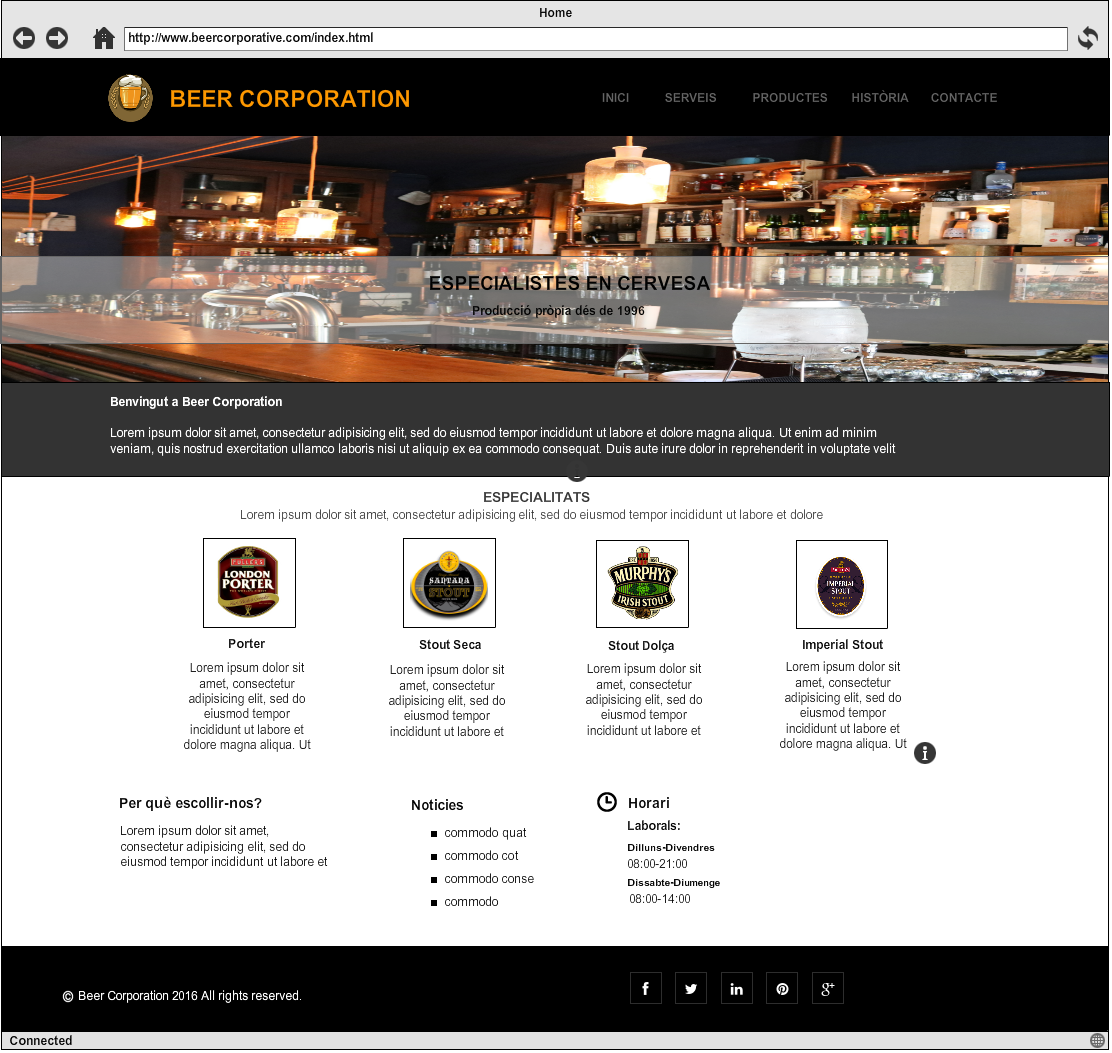 Home
http://www.beercorporative.com/index.html
BEER CORPORATION
INICI SERVEIS PRODUCTES HISTÒRIA CONTACTE
ESPECIALISTES EN CERVESA
Producció pròpia dés de 1996
Benvingut a Beer Corporation
Lorem ipsum dolor sit amet, consectetur adipisicing elit, sed do eiusmod tempor incididunt ut labore et dolore magna aliqua. Ut enim ad minim
veniam, quis nostrud exercitation ullamco laboris nisi ut aliquip ex ea commodo consequat. Duis aute irure dolor in reprehenderit in voluptate velit
ESPECIALITATS
Lorem ipsum dolor sit amet, consectetur adipisicing elit, sed do eiusmod tempor incididunt ut labore et dolore
FULLER'S
LONDON
PORTER
Porter
Lorem ipsum dolor sit
amet, consectetur
adipisicing elit, sed do
eiusmod tempor
incididunt ut labore et
dolore magna aliqua. Ut
SANTANA
STOUT
Stout Seca
Lorem ipsum dolor sit
amet, consectetur
adipisicing elit, sed do
eiusmod tempor
incididunt ut labore et
MURPHY'S
IRISH STOUT
Stout Dolça
Lorem ipsum dolor sit
amet, consectetur
adipisicing elit, sed do
eiusmod tempor
incididunt ut labore et
IMPERIAL
STOUT
Imperial Stout
Lorem ipsum dolor sit
amet, consectetur
adipisicing elit, sed do
eiusmod tempor
incididunt ut labore et
dolore magna aliqua. Ut
Per què escollir-nos?
Lorem ipsum dolor sit amet,
consectetur adipisicing elit, sed do
eiusmod tempor incididunt ut labore et
Noticies
commodo quat
commodo cot
commodo conse
commodo
Horari
Laborals:
Dilluns-Divendres
08:00-21:00
Dissabte-Diumenge
08:00-14:00
© Beer Corporation 2016 All rights reserved.
Connected